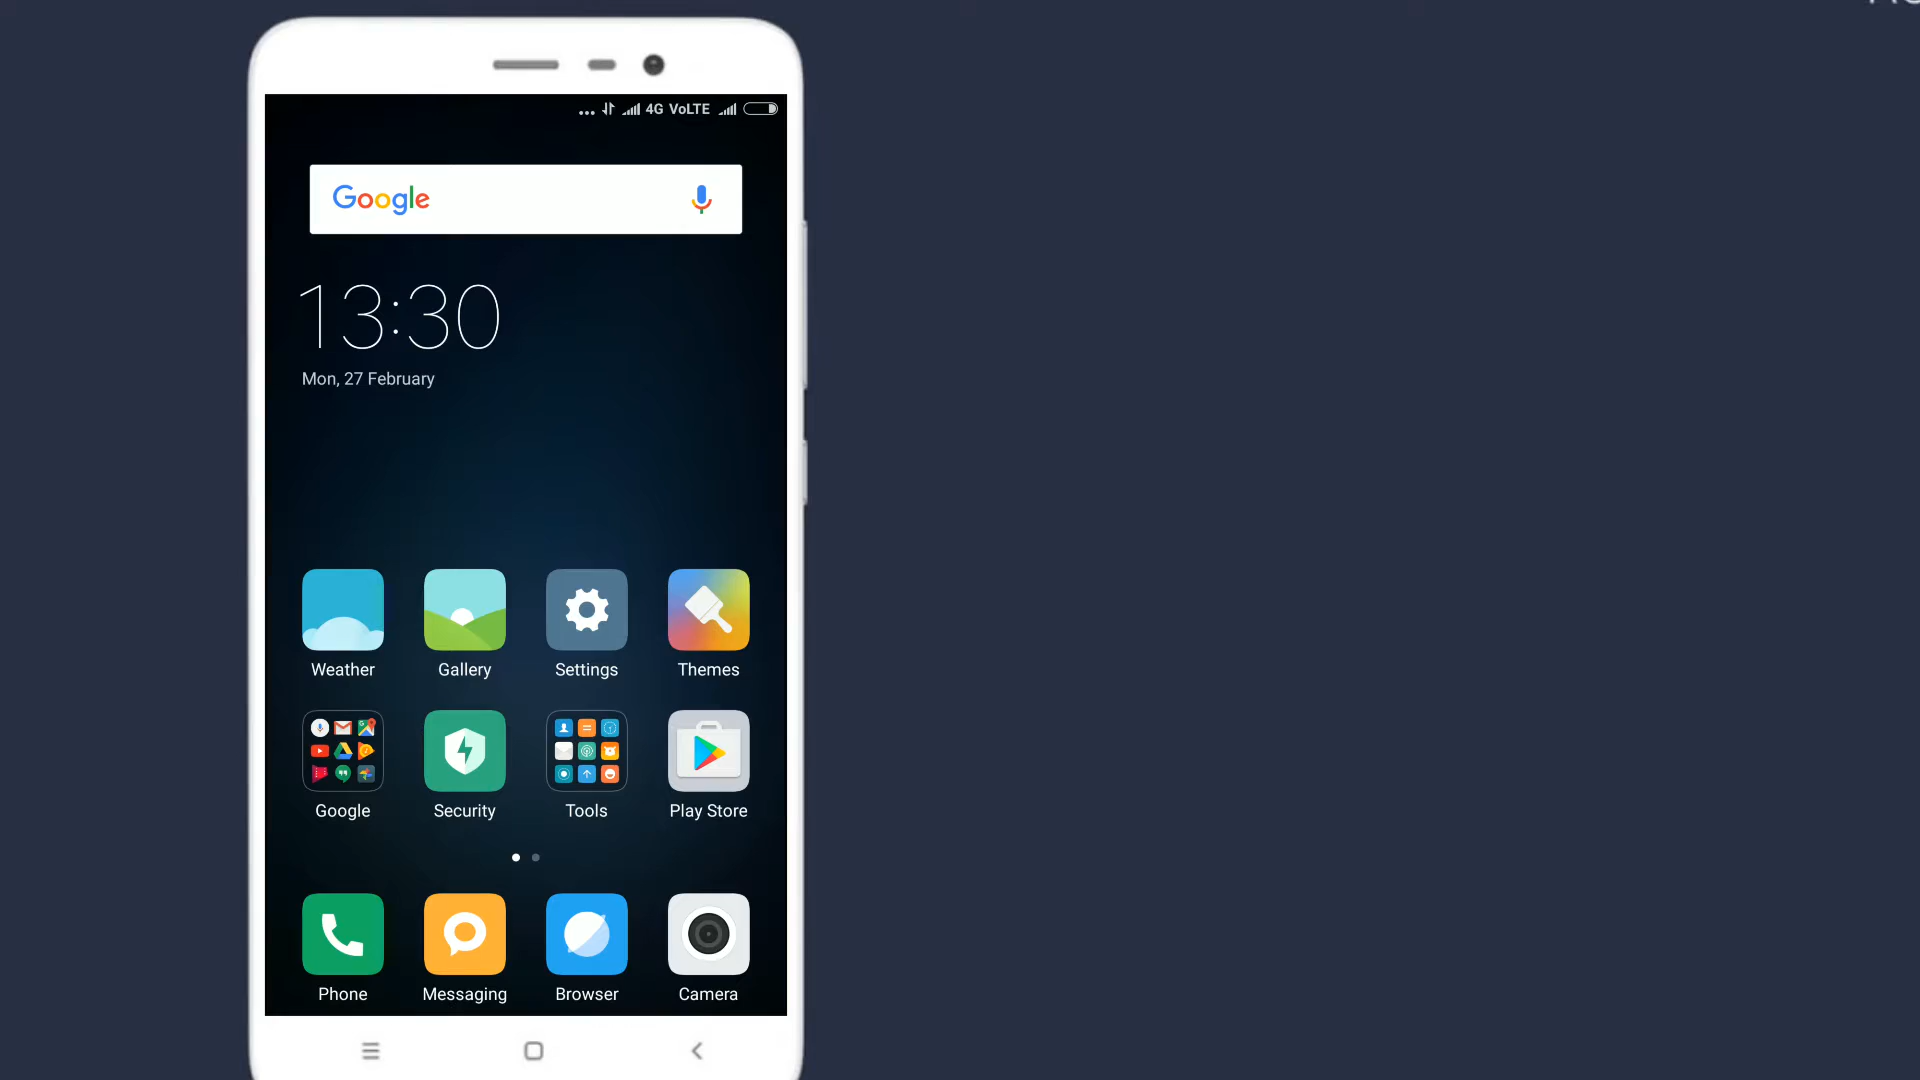 4G VoLTE
Google
13:30
Mon, 27 February
Weather Gallery Settings Themes
Google Security Tools Play Store
Phone Messaging Browser Camera